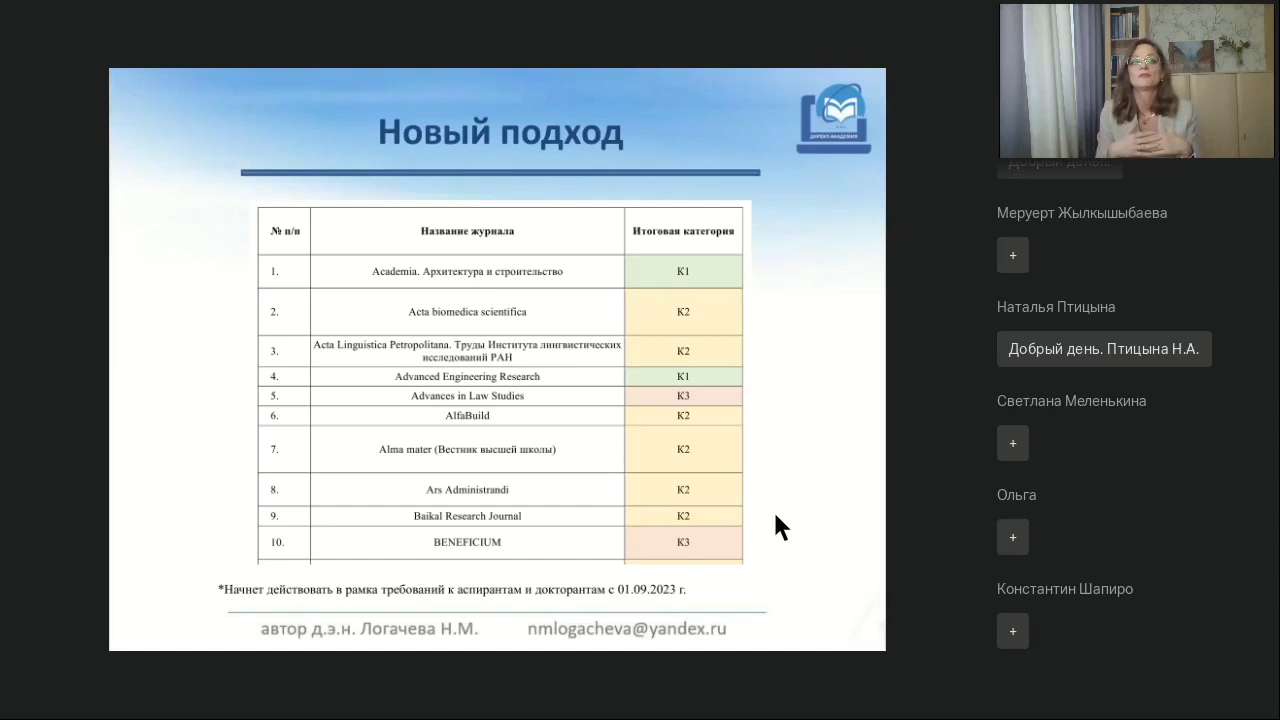 Новый подход
ДИРЕКТ-АКАДЕМИЯ
№ п/п Название журнала Итоговая категория
1. Academia. Архитектура и строительство К1
2. Acta biomedica scientifica К2
3. Acta Linguistica Petropolitana. Труды Института лингвистических
исследований РАН К2
4. Advanced Engineering Research К1
5. Advances in Law Studies К3
6. AlfaBuild К2
7. Alma mater (Вестник высшей школы) К2
8. Ars Administrandi К2
9. Baikal Research Journal К2
10. BENEFICIUM К3
*Начнет действовать в рамка требований к аспирантам и докторантам с 01.09.2023 г.
автор д.э.н. Логачева Н.М. nmlogacheva@yandex.ru
Добрый день.
Меруерт Жылкышыбаева
+
Наталья Птицына
Добрый день. Птицына Н.А.
Светлана Меленькина
+
Ольга
+
Константин Шапиро
+